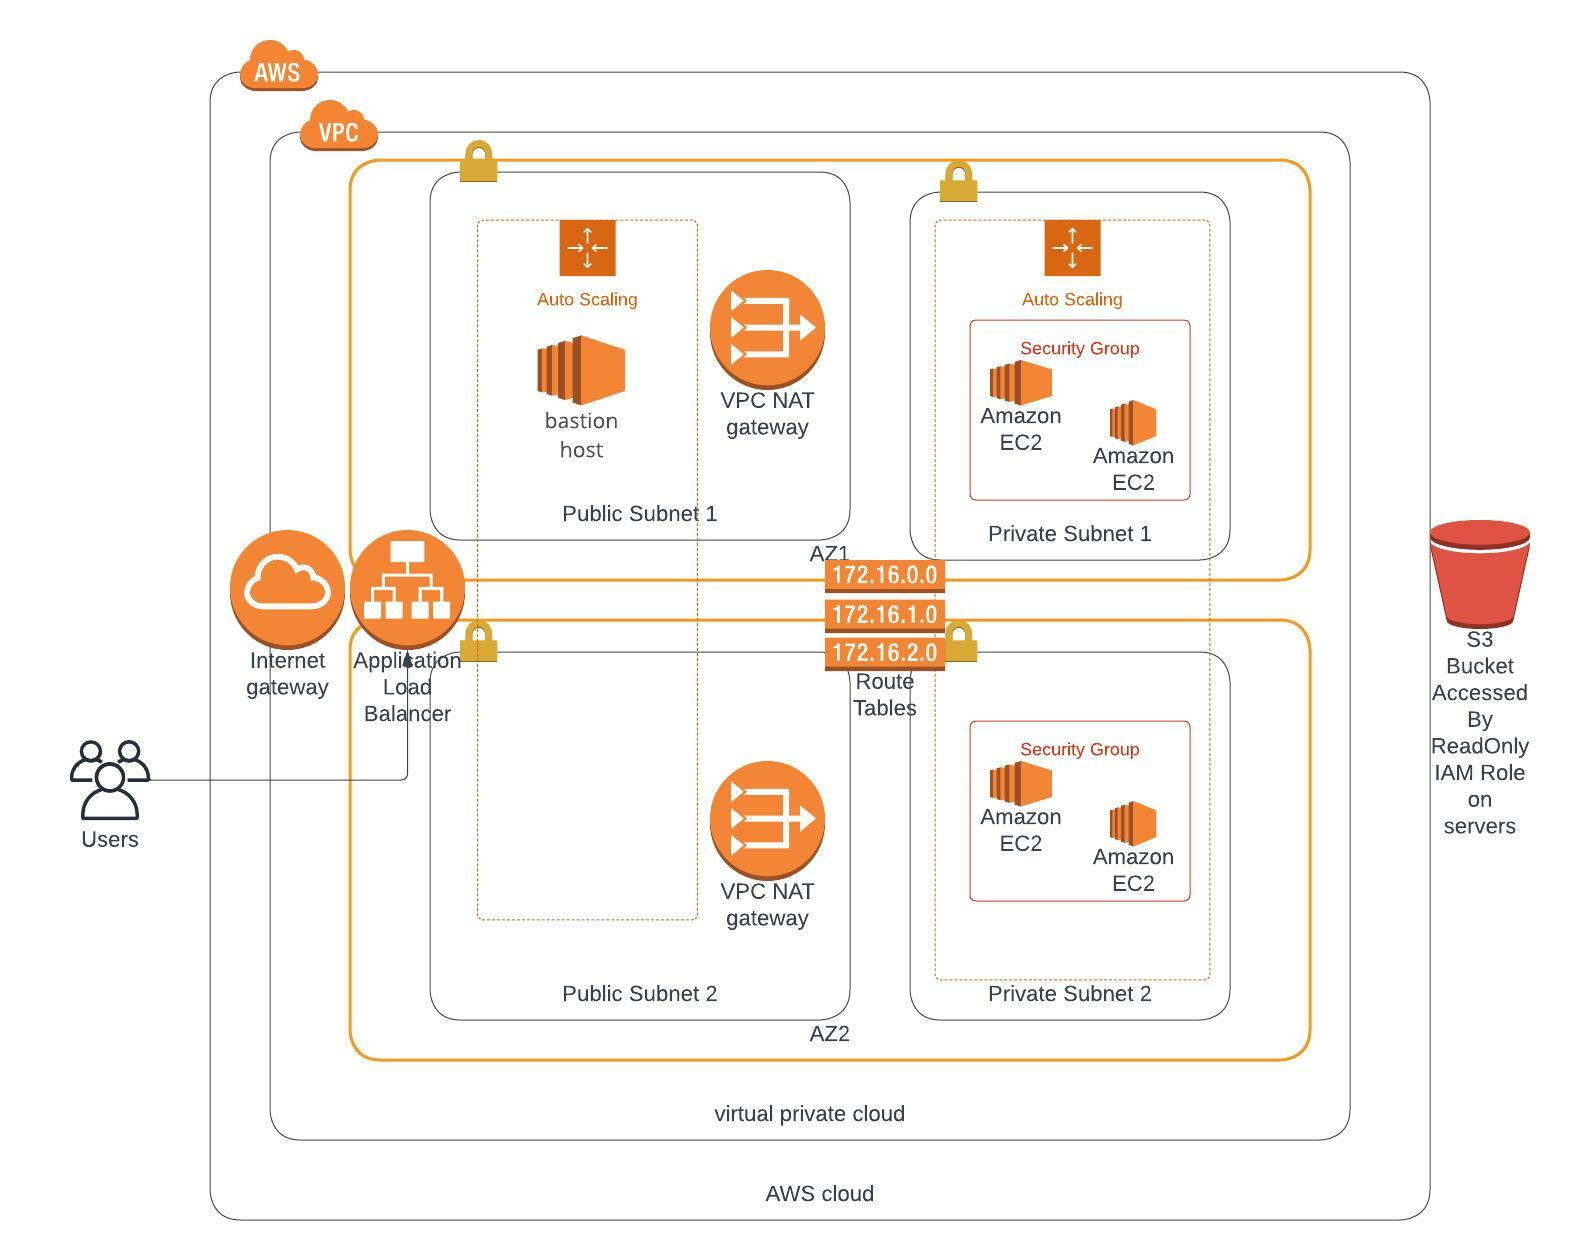 AWS
VPC
Auto Scaling
bastion
host
VPC NAT
gateway
Public Subnet 1
Auto Scaling
Security Group
Amazon
EC2
Amazon
EC2
Private Subnet 1
AZ1
172.16.0.0
172.16.1.0
172.16.2.0
Route
Tables
Internet
gateway
Application
Load
Balancer
Users
VPC NAT
gateway
Public Subnet 2
Security Group
Amazon
EC2
Amazon
EC2
Private Subnet 2
AZ2
S3
Bucket
Accessed
By
ReadOnly
IAM Role
on
servers
virtual private cloud
AWS cloud